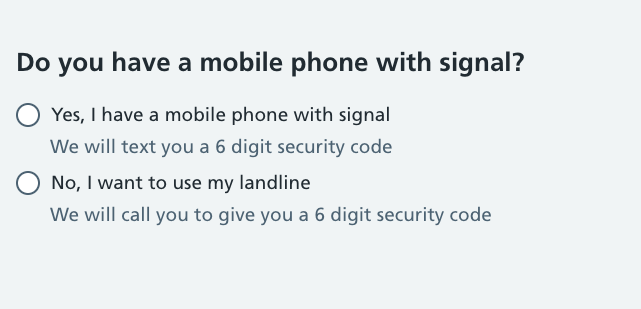 Do you have a mobile phone with signal?
Yes, I have a mobile phone with signal
We will text you a 6 digit security code
No, I want to use my landline
We will call you to give you a 6 digit security code